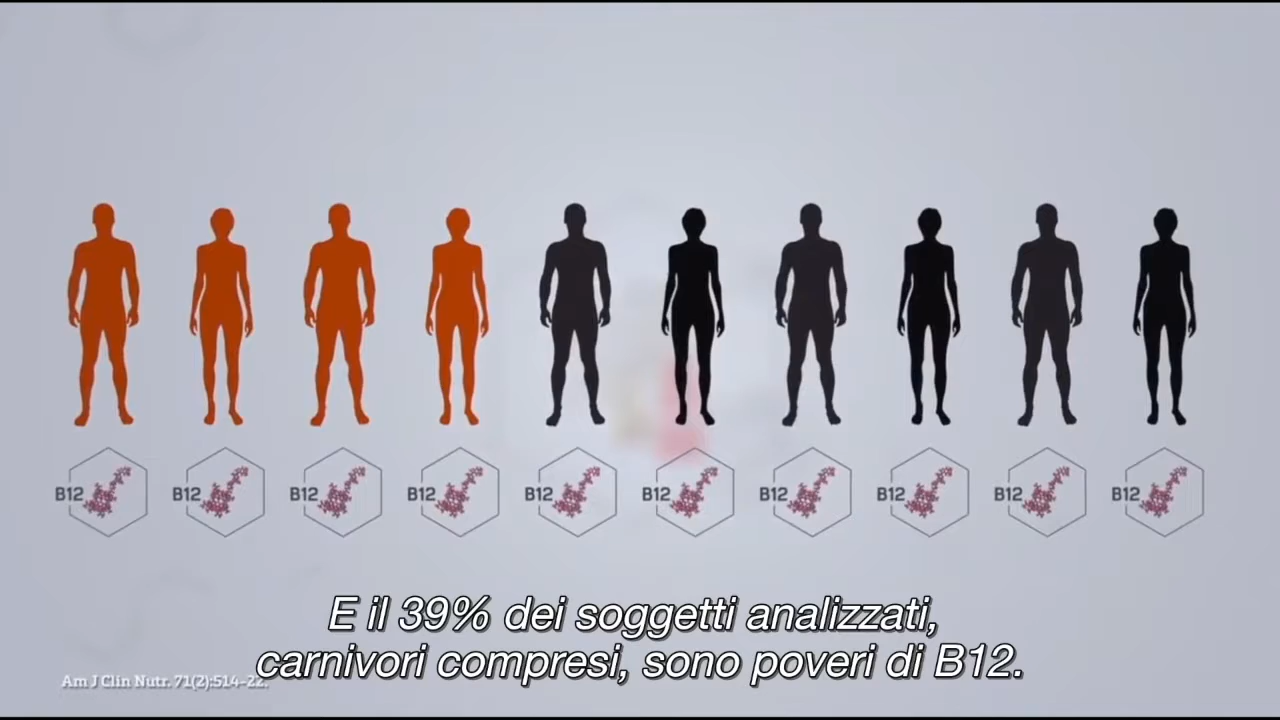 B12 B12 B12 B12 B12 B12 B12 B12 B12 B12
E il 39% dei soggetti analizzati,
carnivori compresi, sono poveri di B12.
Am J Clin Nutr. 71(2):514-22.